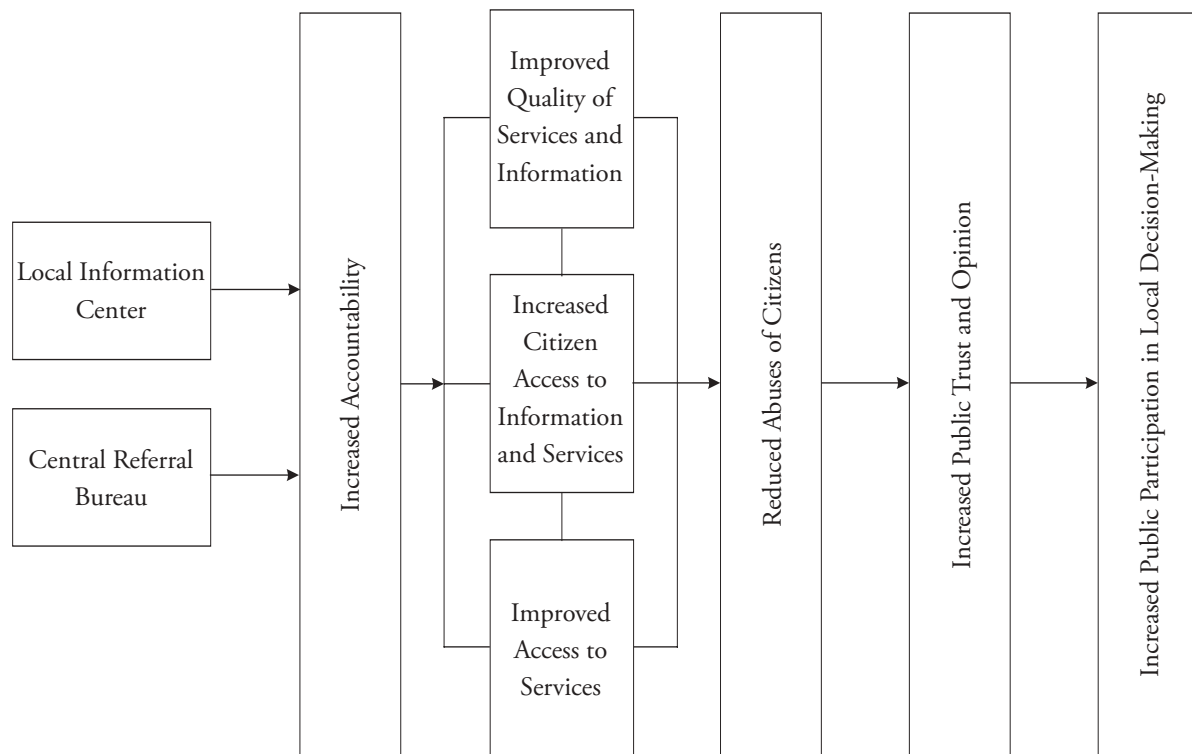 Local Information
Center
Central Referral
Bureau
Increased Accountability
Improved
Quality of
Services and
Information
Increased
Citizen
Access to
Information
and Services
Improved
Access to
Services
Reduced Abuses of Citizens
Increased Public Trust and Opinion
Increased Public Participation in Local Decision-Making